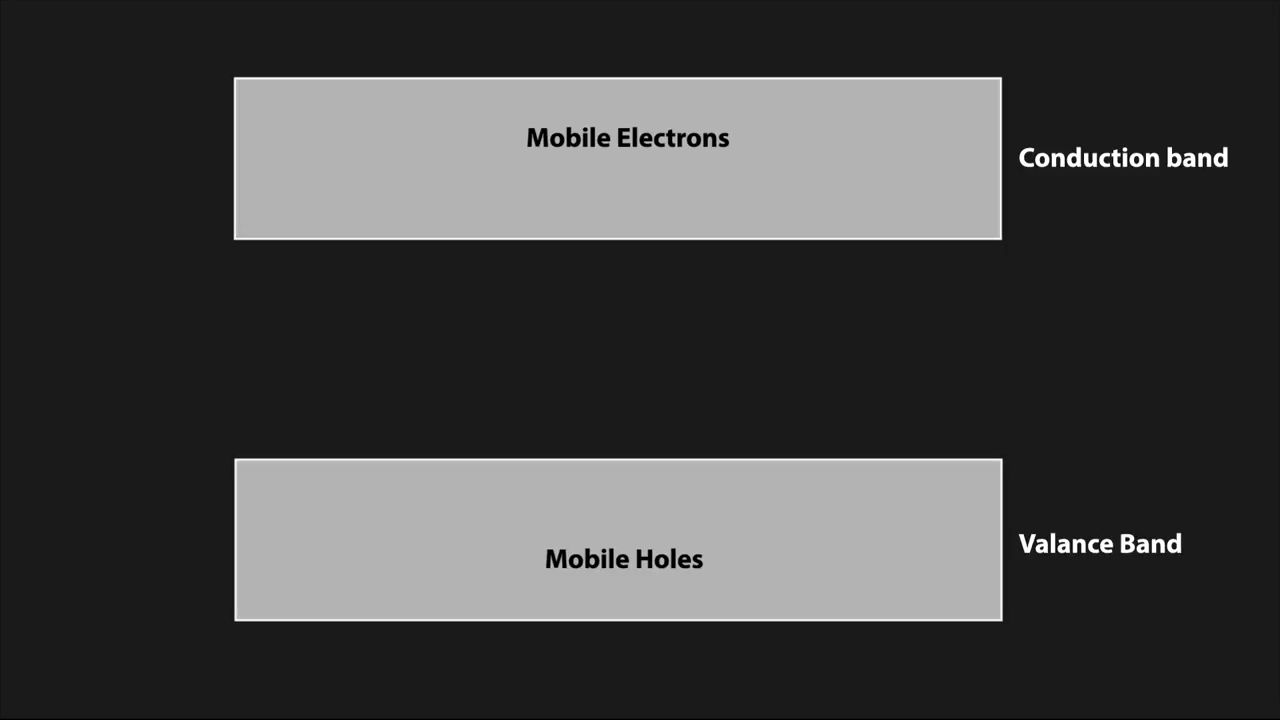 Mobile Electrons
Conduction band
Mobile Holes
Valance Band